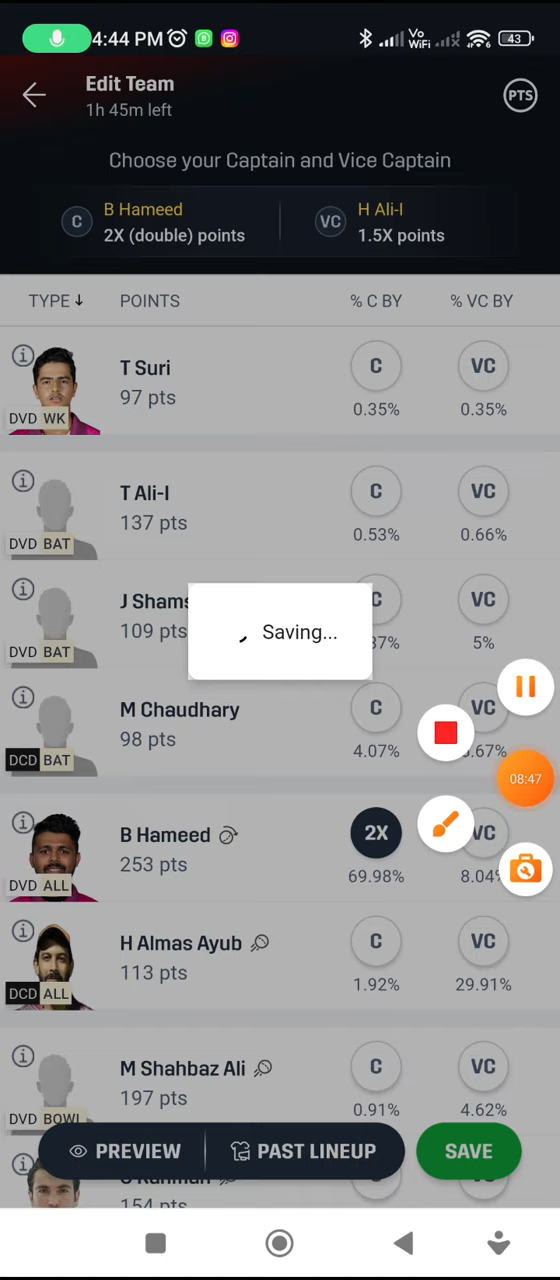 4:44 PM
Vo
WiFi
6
43
Edit Team
1h 45m left
PTS
Choose your Captain and Vice Captain
C
B Hameed
2X (double) points
VC
H Ali-I
1.5X points
TYPE↓ POINTS % C BY % VC BY
T Suri
97 pts
C
VC
DVD WK
0.35%
0.35%
T Ali-I
137 pts
C
VC
DVD BAT
0.53%
0.66%
J Shams
109 pts
C
DVD BAT
37%
5%
Saving...
M Chaudhary
98 pts
C
VC
DCD BAT
4.07%
.67%
08:47
B Hameed
253 pts
2X
VC
DVD ALL
69.98%
8.04%
H Almas Ayub
113 pts
C
VC
DCD ALL
1.92%
29.91%
M Shahbaz Ali
197 pts
C
VC
DVD BOWL
0.91%
4.62%
PREVIEW
PAST LINEUP
SAVE
154 pts